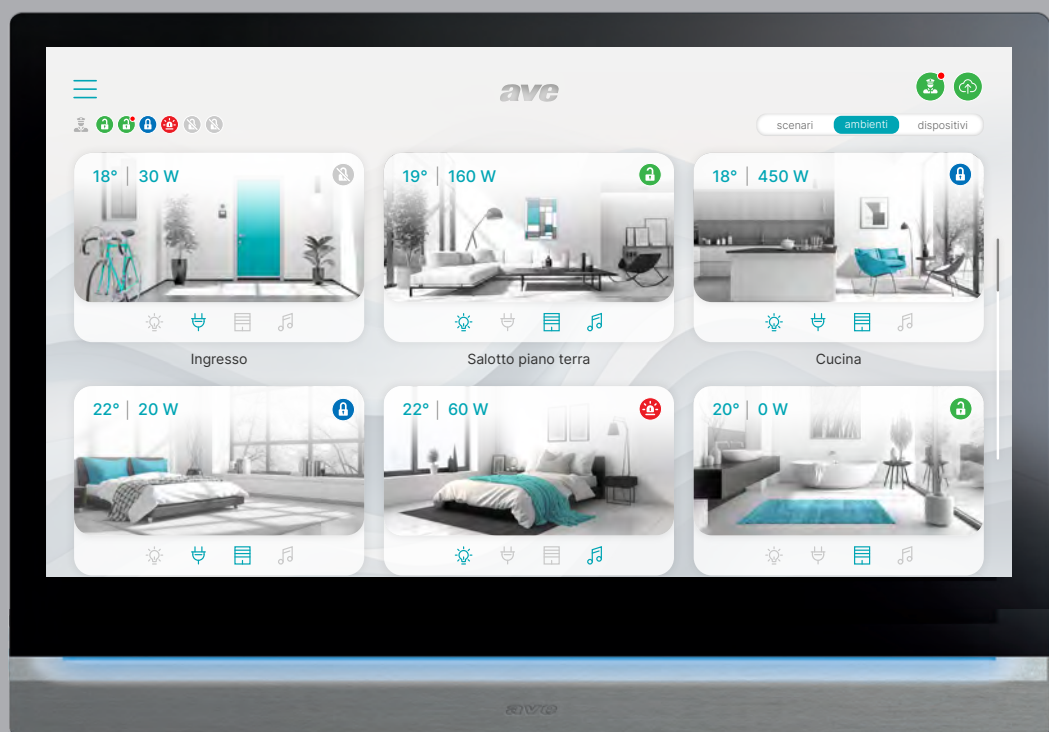 ave
scenari ambienti dispositivi
18° | 30 W
19° | 160 W
18° | 450 W
Ingresso
Salotto piano terra
Cucina
22° | 20 W
22° | 60 W
20° | 0 W
ave